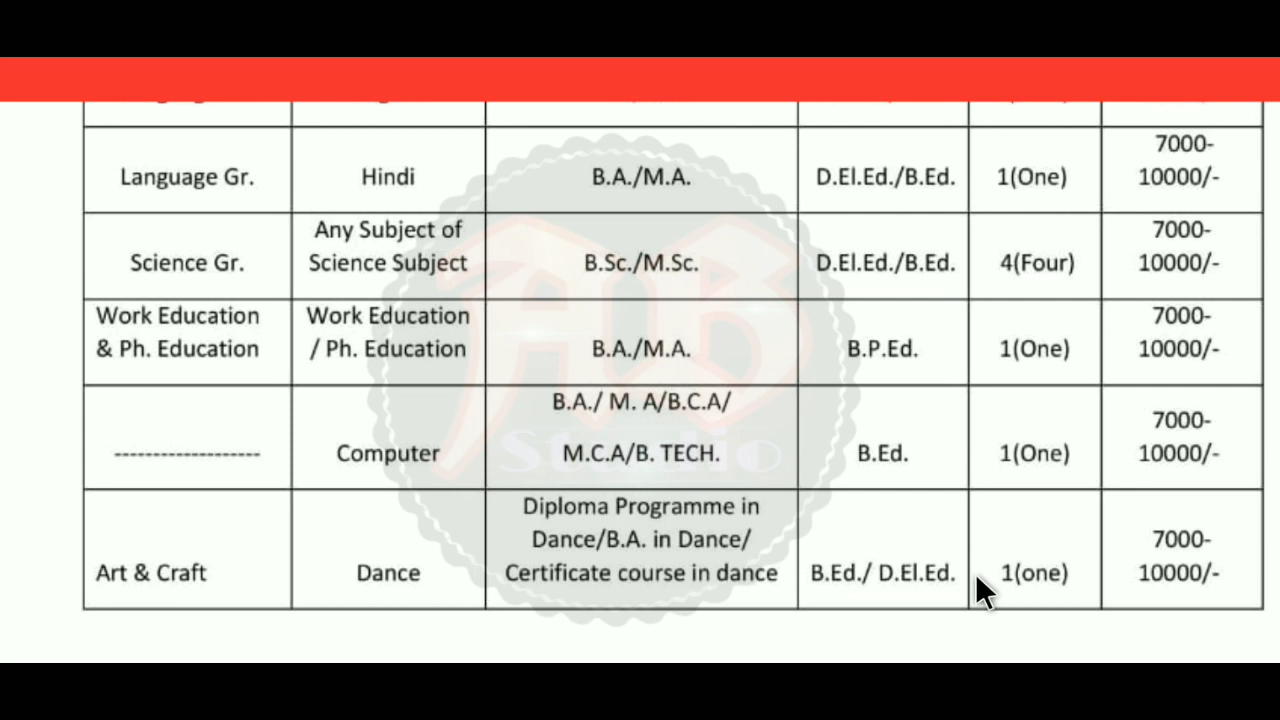 Language Gr. Hindi B.A./M.A. D.El.Ed./B.Ed. 1(One) 7000-
10000/-
Science Gr. Any Subject of
Science Subject B.Sc./M.Sc. D.El.Ed./B.Ed. 4(Four) 7000-
10000/-
Work Education
& Ph. Education Work Education
/ Ph. Education B.A./M.A. B.P.Ed. 1(One) 7000-
10000/-
------------------- Computer B.A./ M. A/B.C.A/
M.C.A/B. TECH. B.Ed. 1(One) 7000-
10000/-
Art & Craft Dance Diploma Programme in
Dance/B.A. in Dance/
Certificate course in dance B.Ed./ D.El.Ed. 1(one) 7000-
10000/-
AB
Studio